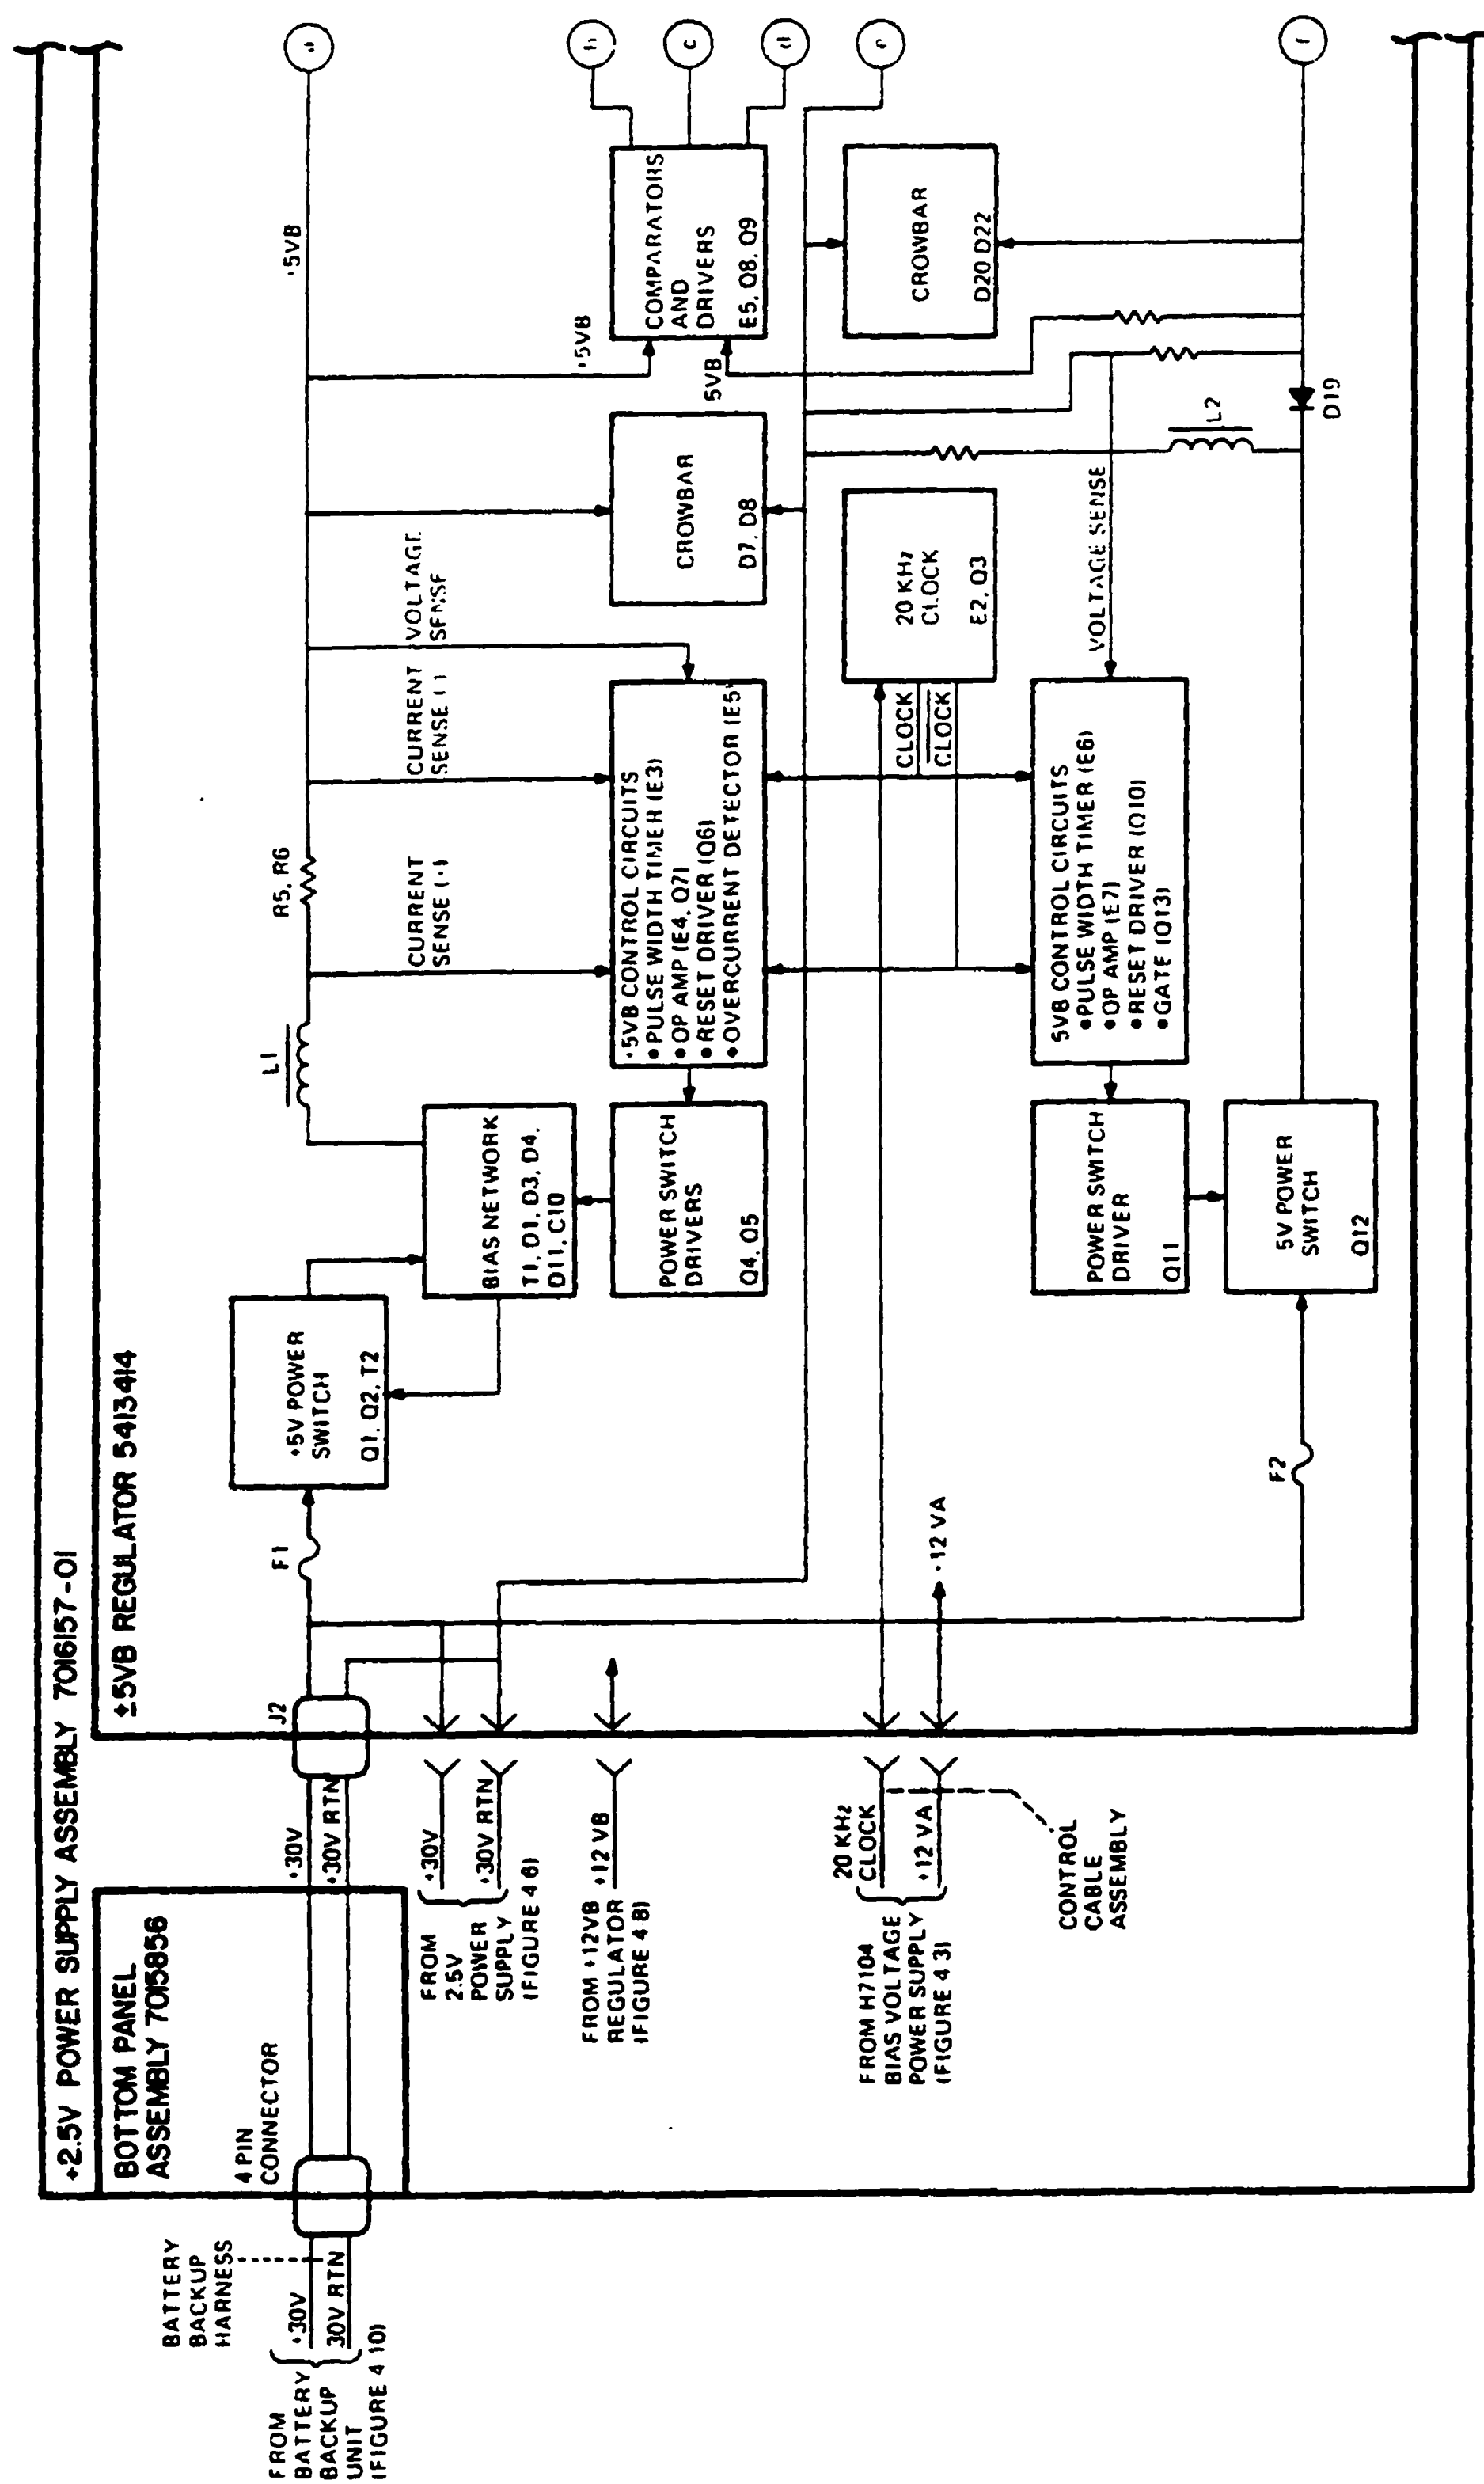 +2.5V POWER SUPPLY ASSEMBLY 7016157-01
BOTTOM PANEL
ASSEMBLY 7015856
±5VB REGULATOR 5413414
BATTERY
BACKUP
HARNESS
FROM
BATTERY
BACKUP
UNIT
(FIGURE 4 10)
+30V
30V RTN
4 PIN
CONNECTOR
+30V
+30V RTN
J2
FROM
2.5V
POWER
SUPPLY
(FIGURE 4 6)
+30V
+30V RTN
FROM +12VB
REGULATOR
(FIGURE 4 8)
+12 VB
FROM H7104
BIAS VOLTAGE
POWER SUPPLY
(FIGURE 4 3)
20 KHz
CLOCK
+12 VA
CONTROL
CABLE
ASSEMBLY
+12 VA
F1
F2
+5V POWER
SWITCH
Q1, Q2, T2
BIAS NETWORK
T1, D1, D3, D4,
D11, C10
POWER SWITCH
DRIVERS
Q4, Q5
POWER SWITCH
DRIVER
Q11
5V POWER
SWITCH
Q12
L1
R5, R6
CURRENT
SENSE (+)
CURRENT
SENSE ( )
VOLTAGE
SENSE
+5VB CONTROL CIRCUITS
• PULSE WIDTH TIMER (E3)
• OP AMP (E4, Q7)
• RESET DRIVER (Q6)
• OVERCURRENT DETECTOR (E5)
5VB CONTROL CIRCUITS
• PULSE WIDTH TIMER (E6)
• OP AMP (E7)
• RESET DRIVER (Q10)
• GATE (Q13)
CLOCK
CLOCK
20 KHz
CLOCK
E2, Q3
VOLTAGE SENSE
CROWBAR
D7, D8
L2
D19
+5VB
+5VB
5VB
COMPARATORS
AND
DRIVERS
E5, Q8, Q9
CROWBAR
D20 D22
a
b
c
d
e
f